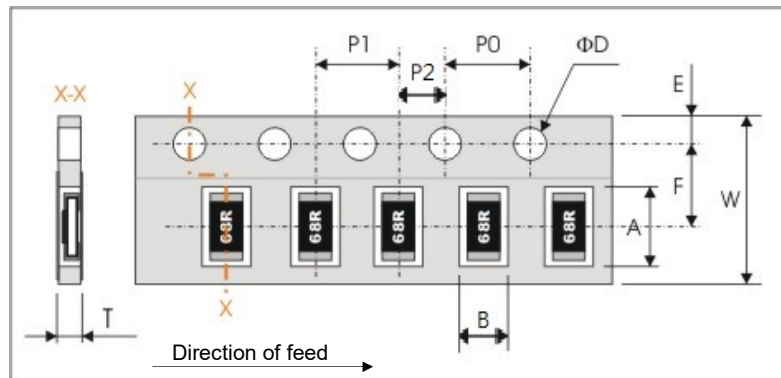 P1
P0
ΦD
P2
E
X
X-X
F
W
A
68R
68R
68R
68R
68R
X
T
B
Direction of feed